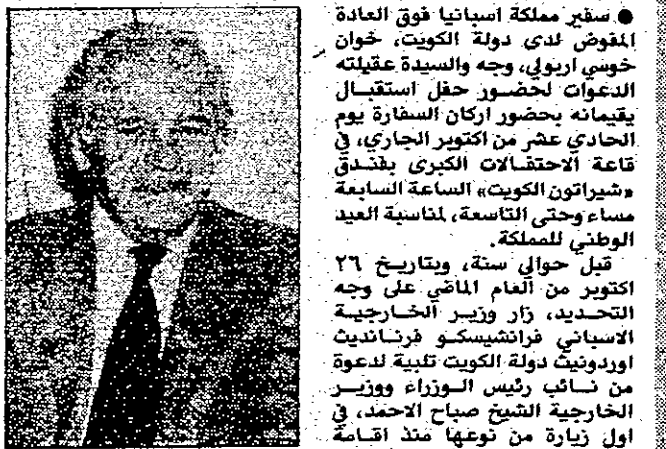 ● سفير مملكة اسبانيا فوق العادة
المفوض لدى دولة الكويت، خوان
خوسي اربولي، وجه والسيدة عقيلته
الدعوات لحضور حفل استقبال
يقيمانه بحضور اركان السفارة يوم
الحادي عشر من اكتوبر الجاري، في
قاعة الاحتفالات الكبرى بفندق
«شيراتون الكويت» الساعة السابعة
مساء وحتى التاسعة، لمناسبة العيد
الوطني للمملكة.
قبل حوالي سنة، وبتاريخ ٢٦
اكتوبر من العام الماضي على وجه
التحديد، زار وزير الخارجية
الاسباني فرانشيسكو فرنانديث
اوردونيث دولة الكويت تلبية لدعوة
من نائب رئيس الوزراء ووزير
الخارجية الشيخ صباح الاحمد، في
اول زيارة من نوعها منذ اقامة